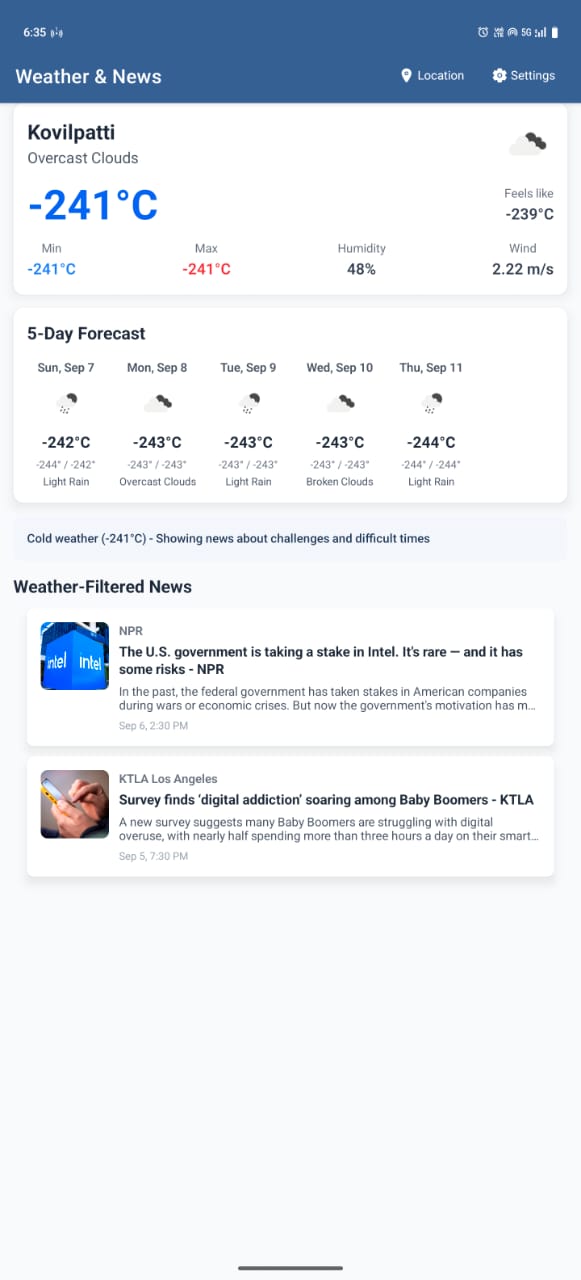 6:35
5G
Weather & News
Location
Settings
Kovilpatti
Overcast Clouds
-241°C
Feels like
-239°C
Min
Max
Humidity
Wind
-241°C
-241°C
48%
2.22 m/s
5-Day Forecast
Sun, Sep 7
Mon, Sep 8
Tue, Sep 9
Wed, Sep 10
Thu, Sep 11
-242°C
-243°C
-243°C
-243°C
-244°C
-244° / -242°
-243° / -243°
-243° / -243°
-243° / -243°
-244° / -244°
Light Rain
Overcast Clouds
Light Rain
Broken Clouds
Light Rain
Cold weather (-241°C) - Showing news about challenges and difficult times
Weather-Filtered News
intel
intel
NPR
The U.S. government is taking a stake in Intel. It's rare — and it has
some risks - NPR
In the past, the federal government has taken stakes in American companies
during wars or economic crises. But now the government's motivation has m...
Sep 6, 2:30 PM
KTLA Los Angeles
Survey finds ‘digital addiction’ soaring among Baby Boomers - KTLA
A new survey suggests many Baby Boomers are struggling with digital
overuse, with nearly half spending more than three hours a day on their smart...
Sep 5, 7:30 PM